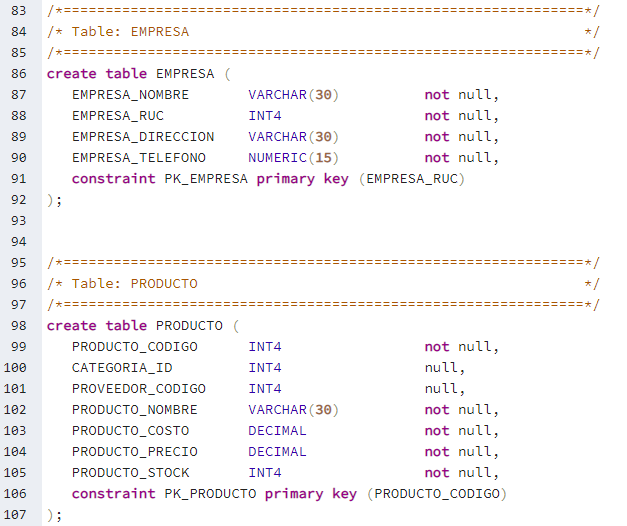 83 /*==============================================================*/
84 /* Table: EMPRESA                                               */
85 /*==============================================================*/
86 create table EMPRESA (
87    EMPRESA_NOMBRE       VARCHAR(30)          not null,
88    EMPRESA_RUC          INT4                 not null,
89    EMPRESA_DIRECCION    VARCHAR(30)          not null,
90    EMPRESA_TELEFONO     NUMERIC(15)          not null,
91    constraint PK_EMPRESA primary key (EMPRESA_RUC)
92 );
93
94
95 /*==============================================================*/
96 /* Table: PRODUCTO                                              */
97 /*==============================================================*/
98 create table PRODUCTO (
99    PRODUCTO_CODIGO      INT4                 not null,
100    CATEGORIA_ID         INT4                 null,
101    PROVEEDOR_CODIGO     INT4                 null,
102    PRODUCTO_NOMBRE      VARCHAR(30)          not null,
103    PRODUCTO_COSTO       DECIMAL              not null,
104    PRODUCTO_PRECIO      DECIMAL              not null,
105    PRODUCTO_STOCK       INT4                 not null,
106    constraint PK_PRODUCTO primary key (PRODUCTO_CODIGO)
107 );